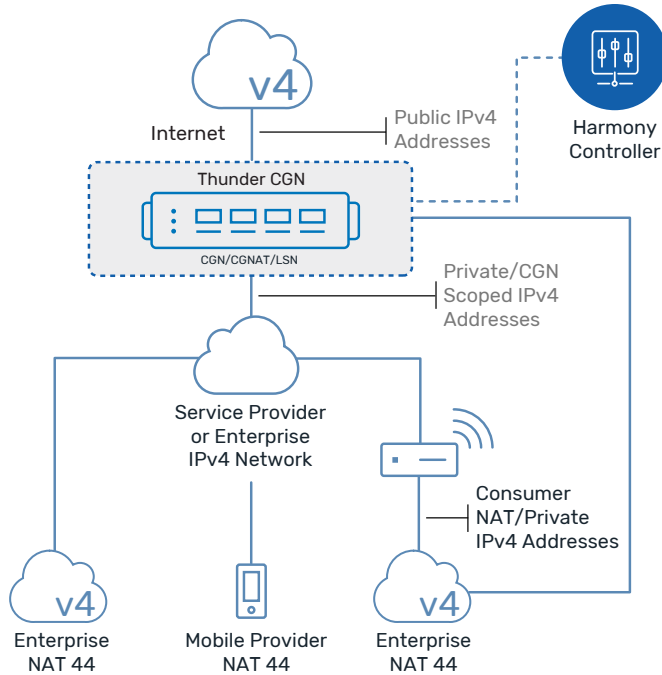 v4
Internet
Public IPv4
Addresses
Harmony
Controller
Thunder CGN
CGN/CGNAT/LSN
Private/CGN
Scoped IPv4
Addresses
Service Provider
or Enterprise
IPv4 Network
Consumer
NAT/Private
IPv4 Addresses
v4
Enterprise
NAT 44
Mobile Provider
NAT 44
v4
Enterprise
NAT 44